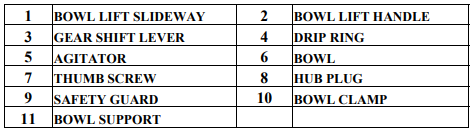 1 BOWL LIFT SLIDEWAY 2 BOWL LIFT HANDLE
3 GEAR SHIFT LEVER 4 DRIP RING
5 AGITATOR 6 BOWL
7 THUMB SCREW 8 HUB PLUG
9 SAFETY GUARD 10 BOWL CLAMP
11 BOWL SUPPORT